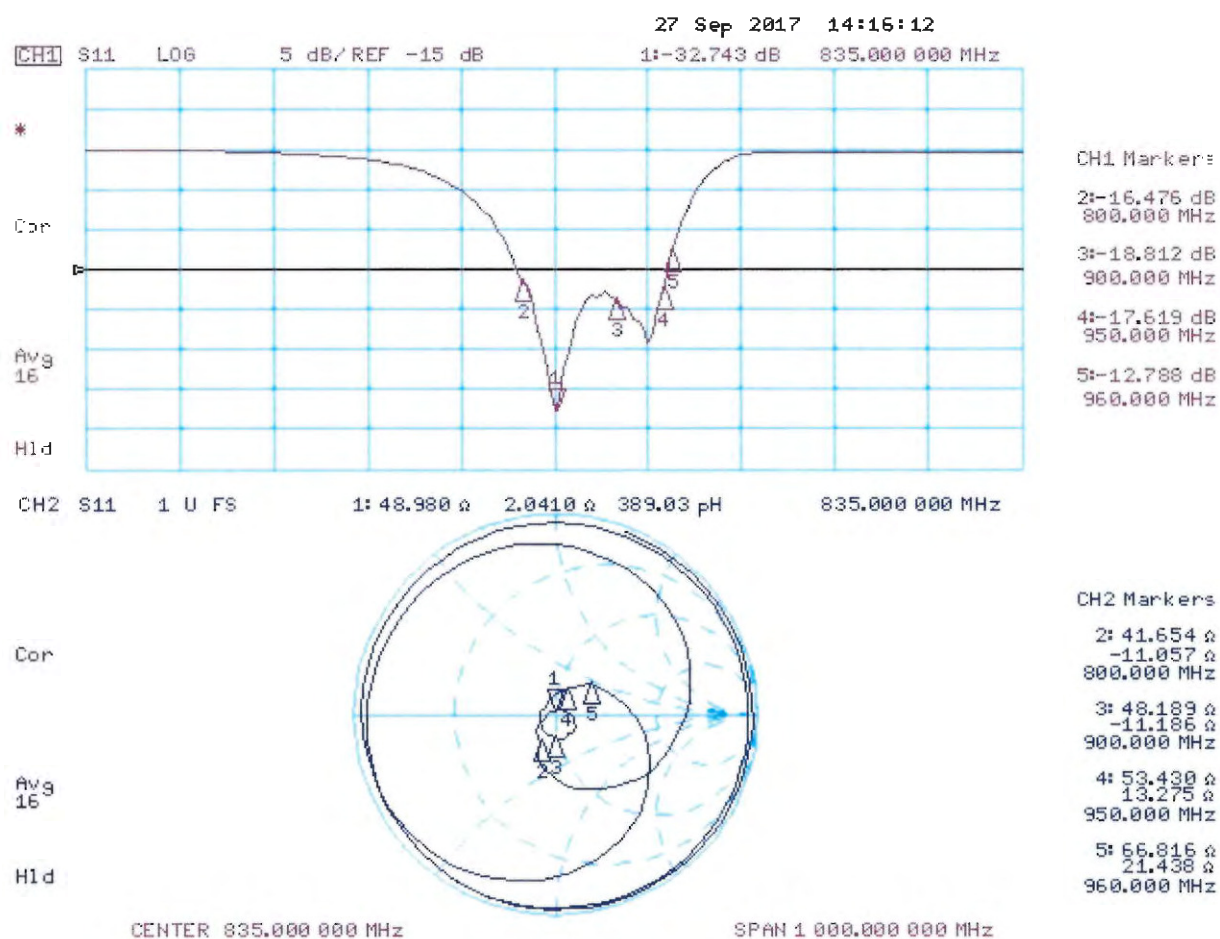 27 Sep 2017 14:16:12
CH1 S11 LOG 5 dB/REF -15 dB 1:-32.743 dB 835.000 000 MHz
*
CH1 Markers
2:-16.476 dB
800.000 MHz
Cor
3:-18.812 dB
900.000 MHz
4:-17.619 dB
950.000 MHz
Avg
16
5:-12.788 dB
960.000 MHz
Hld
1
2
3
4
5
CH2 S11 1 U FS 1: 48.980 Ω 2.0410 Ω 389.03 pH 835.000 000 MHz
CH2 Markers
2: 41.654 Ω
-11.057 Ω
800.000 MHz
Cor
3: 48.189 Ω
-11.186 Ω
900.000 MHz
4: 53.430 Ω
13.275 Ω
950.000 MHz
Avg
16
5: 66.816 Ω
21.438 Ω
960.000 MHz
Hld
1
4
5
2
3
CENTER 835.000 000 MHz SPAN 1 000.000 000 MHz